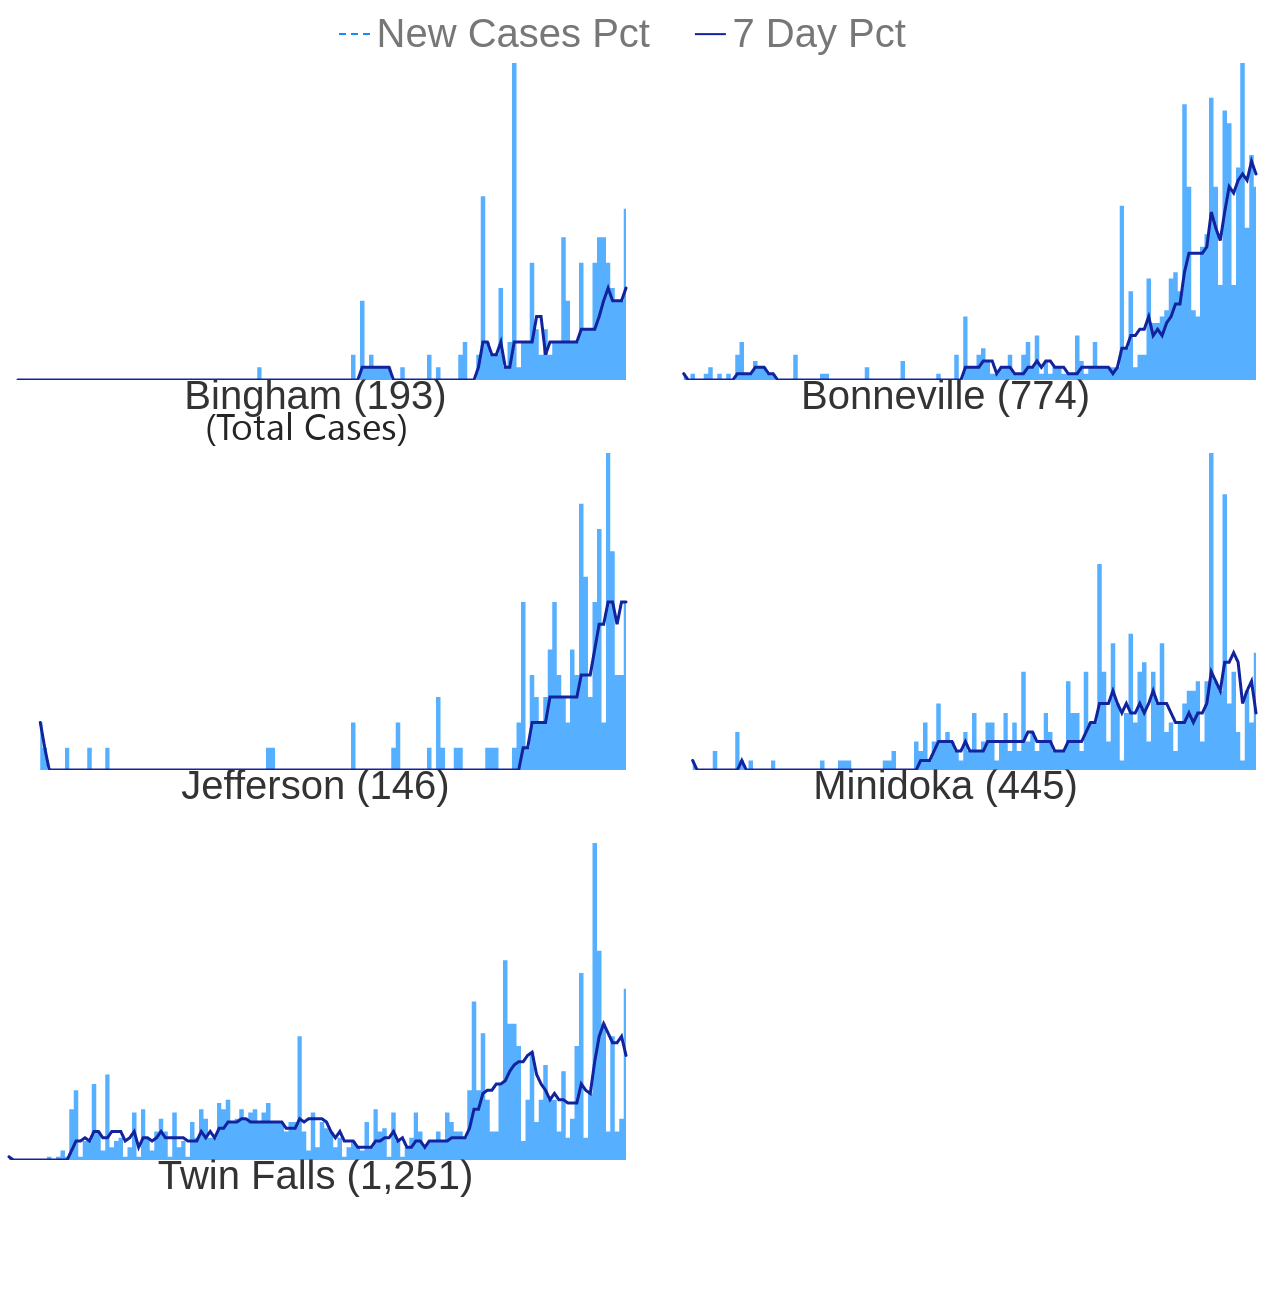 New Cases Pct 7 Day Pct
Bingham (193) Bonneville (774)
(Total Cases)
Jefferson (146) Minidoka (445)
Twin Falls (1,251)